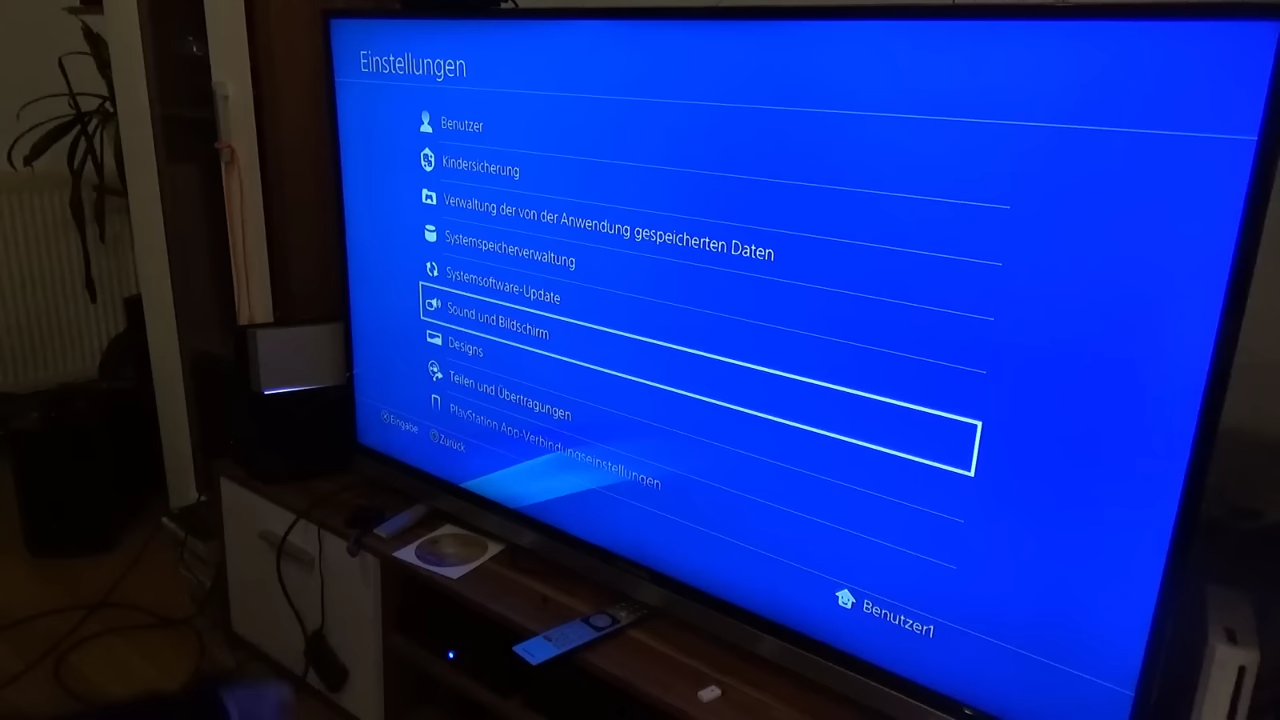 Einstellungen
Benutzer
Kindersicherung
Verwaltung der von der Anwendung gespeicherten Daten
Systemspeicherverwaltung
Systemsoftware-Update
Sound und Bildschirm
Designs
Teilen und Übertragungen
PlayStation App-Verbindungseinstellungen
Eingabe Zurück
Benutzer1